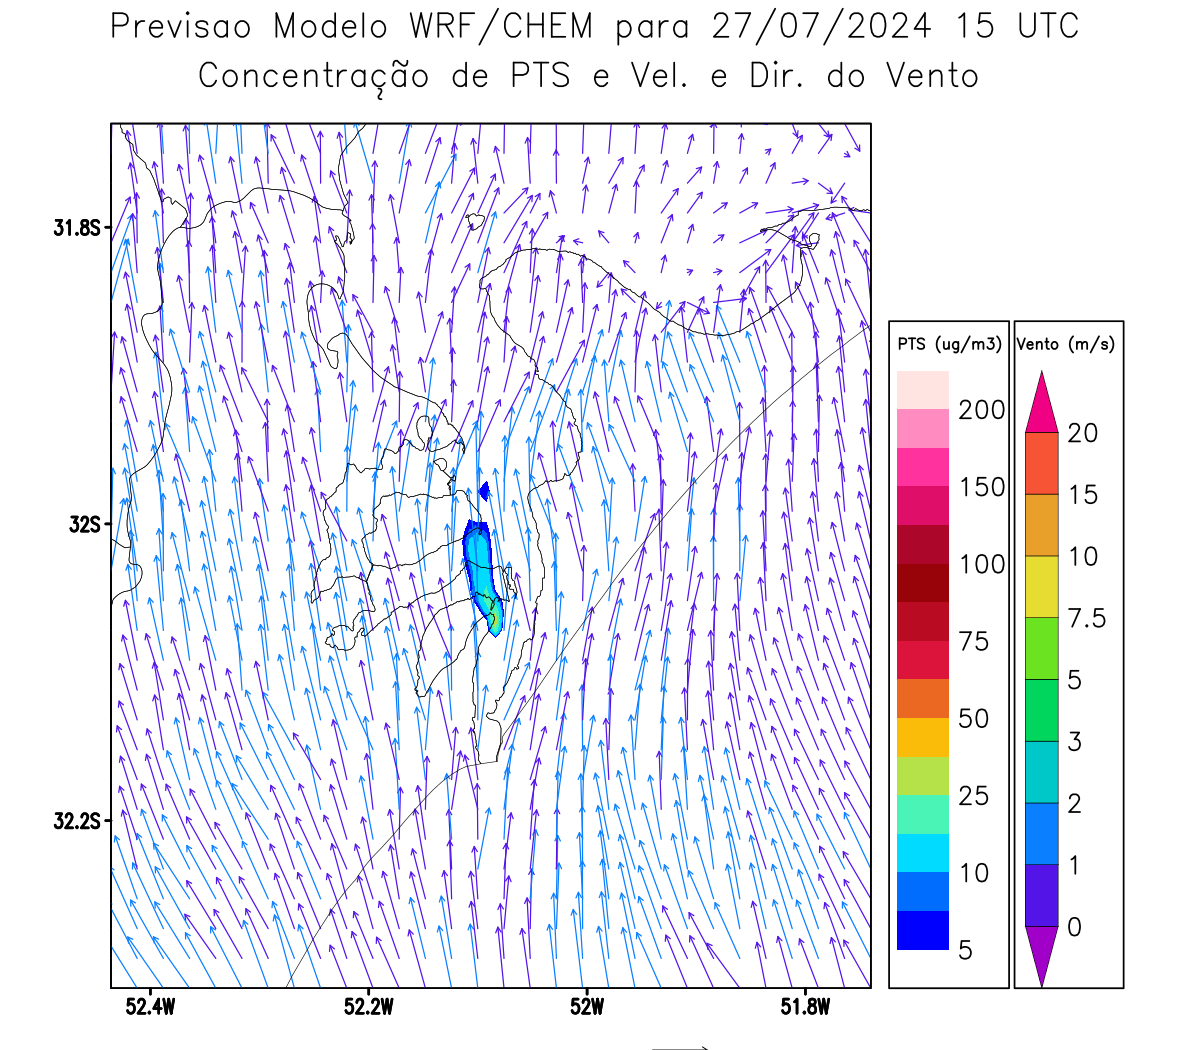 Previsao Modelo WRF/CHEM para 27/07/2024 15 UTC
Concentração de PTS e Vel. e Dir. do Vento
31.8S
32S
32.2S
52.4W
52.2W
52W
51.8W
PTS (ug/m3)
200
150
100
75
50
25
10
5
Vento (m/s)
20
15
10
7.5
5
3
2
1
0